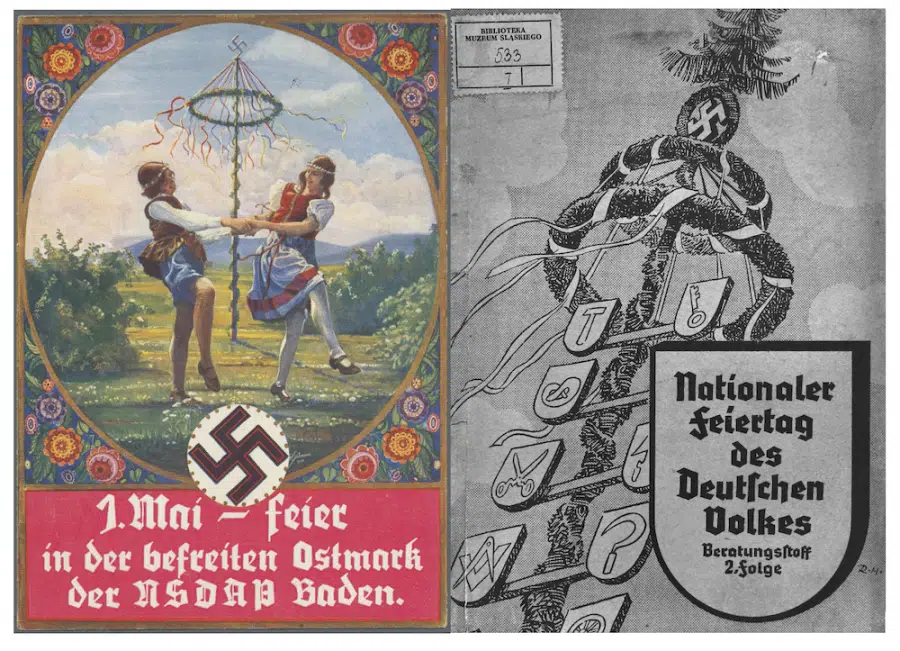 1. Mai – feier
in der befreiten Ostmark
der NSDAP Baden.
BIBLIOTEKA
MUZEUM ŚLĄSKIEGO
533
7
T
S
Nationaler
Feiertag
des
Deutschen
Volkes
Beratungsstoff
2. Folge
R.H.